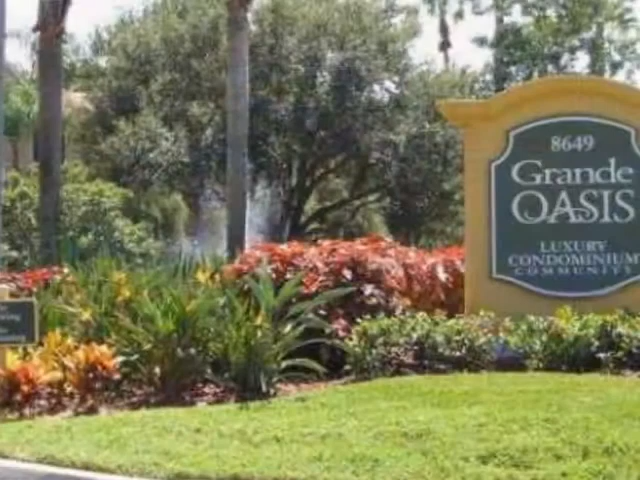 8649
Grande
OASIS
LUXURY
CONDOMINIUM
COMMUNITY